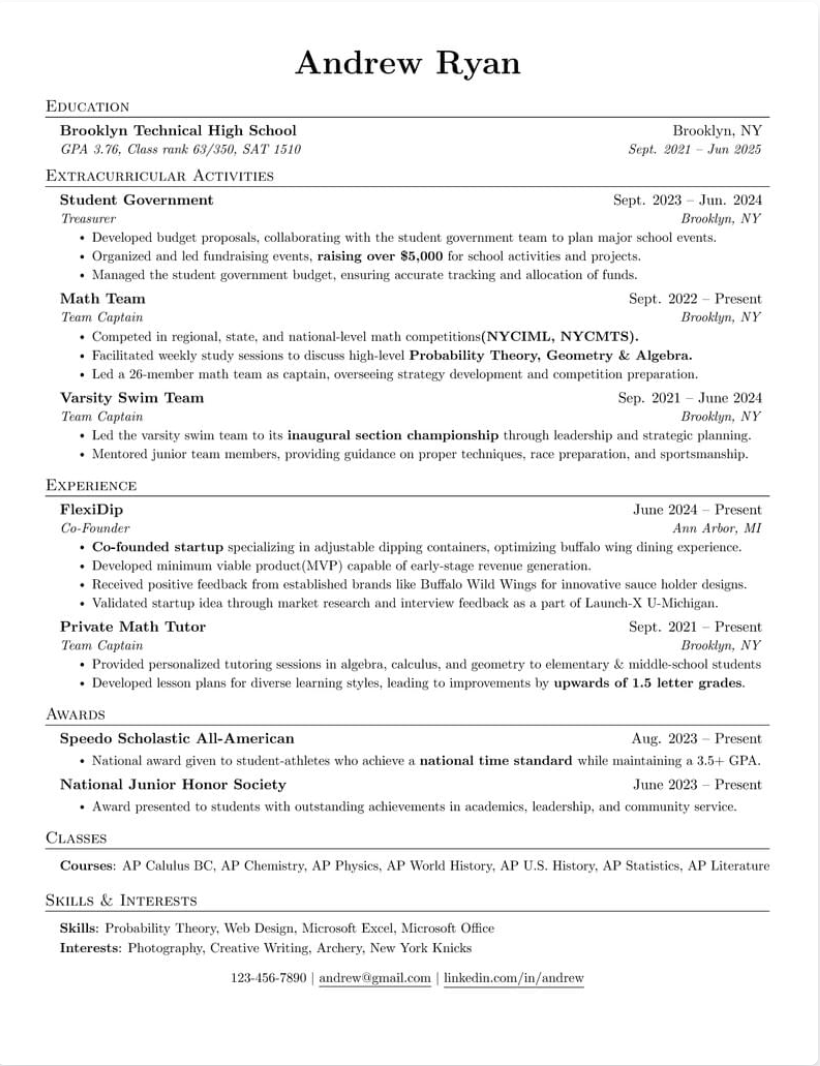 Andrew Ryan
Education
Brooklyn Technical High School Brooklyn, NY
GPA 3.76, Class rank 63/350, SAT 1510 Sept. 2021 – Jun 2025
Extracurricular Activities
Student Government Sept. 2023 – Jun. 2024
Treasurer Brooklyn, NY
• Developed budget proposals, collaborating with the student government team to plan major school events.
• Organized and led fundraising events, raising over $5,000 for school activities and projects.
• Managed the student government budget, ensuring accurate tracking and allocation of funds.
Math Team Sept. 2022 – Present
Team Captain Brooklyn, NY
• Competed in regional, state, and national-level math competitions(NYCIML, NYCMTS).
• Facilitated weekly study sessions to discuss high-level Probability Theory, Geometry & Algebra.
• Led a 26-member math team as captain, overseeing strategy development and competition preparation.
Varsity Swim Team Sep. 2021 – June 2024
Team Captain Brooklyn, NY
• Led the varsity swim team to its inaugural section championship through leadership and strategic planning.
• Mentored junior team members, providing guidance on proper techniques, race preparation, and sportsmanship.
Experience
FlexiDip June 2024 – Present
Co-Founder Ann Arbor, MI
• Co-founded startup specializing in adjustable dipping containers, optimizing buffalo wing dining experience.
• Developed minimum viable product(MVP) capable of early-stage revenue generation.
• Received positive feedback from established brands like Buffalo Wild Wings for innovative sauce holder designs.
• Validated startup idea through market research and interview feedback as a part of Launch-X U-Michigan.
Private Math Tutor Sept. 2021 – Present
Team Captain Brooklyn, NY
• Provided personalized tutoring sessions in algebra, calculus, and geometry to elementary & middle-school students
• Developed lesson plans for diverse learning styles, leading to improvements by upwards of 1.5 letter grades.
Awards
Speedo Scholastic All-American Aug. 2023 – Present
• National award given to student-athletes who achieve a national time standard while maintaining a 3.5+ GPA.
National Junior Honor Society June 2023 – Present
• Award presented to students with outstanding achievements in academics, leadership, and community service.
Classes
Courses: AP Calulus BC, AP Chemistry, AP Physics, AP World History, AP U.S. History, AP Statistics, AP Literature
Skills & Interests
Skills: Probability Theory, Web Design, Microsoft Excel, Microsoft Office
Interests: Photography, Creative Writing, Archery, New York Knicks
123-456-7890 | andrew@gmail.com | linkedin.com/in/andrew